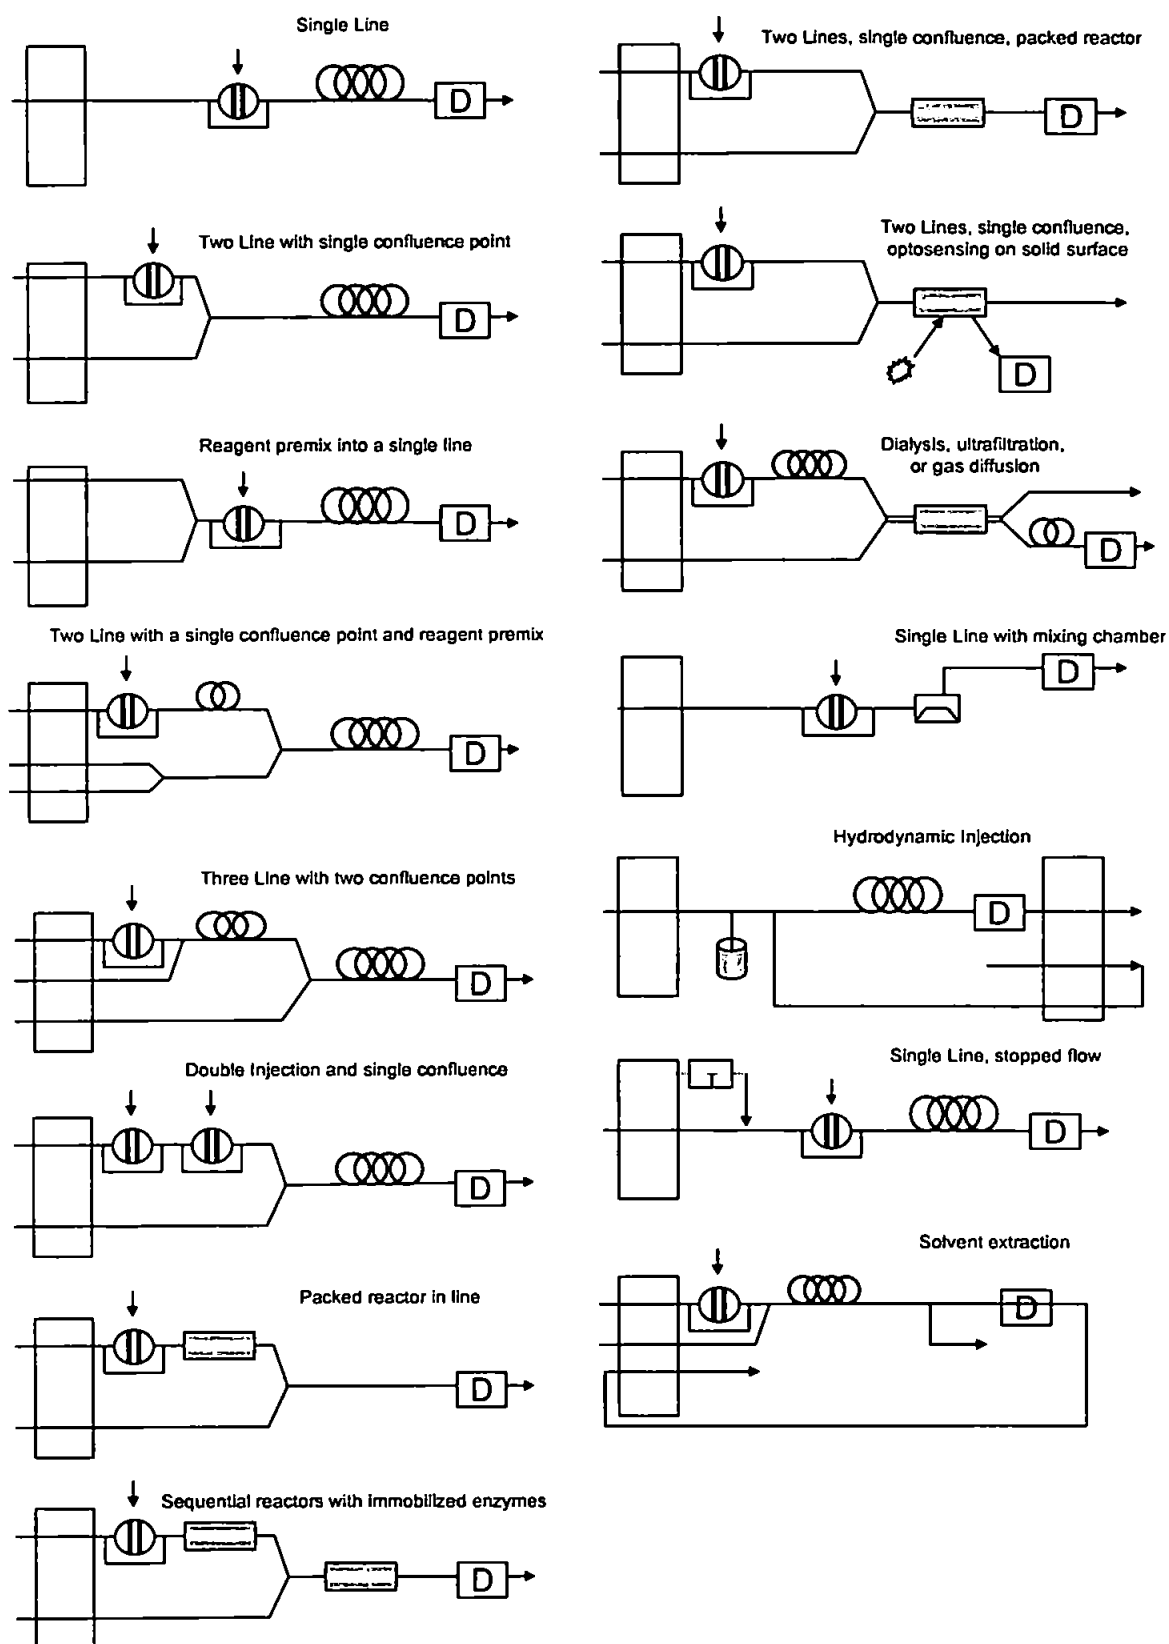 Single Line
D
Two Line with single confluence point
D
Reagent premix into a single line
D
Two Line with a single confluence point and reagent premix
D
Three Line with two confluence points
D
Double Injection and single confluence
D
Packed reactor in line
D
Sequential reactors with immobilized enzymes
D
Two Lines, single confluence, packed reactor
D
Two Lines, single confluence,
optosensing on solid surface
D
Dialysis, ultrafiltration,
or gas diffusion
D
Single Line with mixing chamber
D
Hydrodynamic Injection
D
Single Line, stopped flow
T
D
Solvent extraction
D